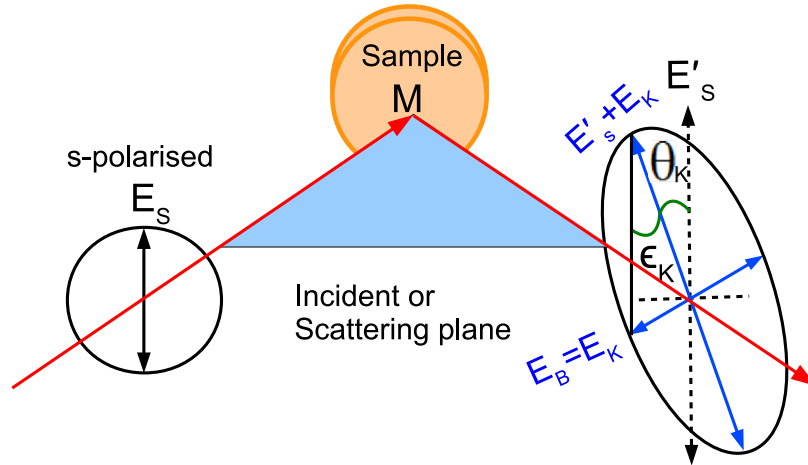 Sample
M
s-polarised
E_S
E'_S
E'_s+E_K
θ_K
ϵ_K
E_B=E_K
Incident or
Scattering plane